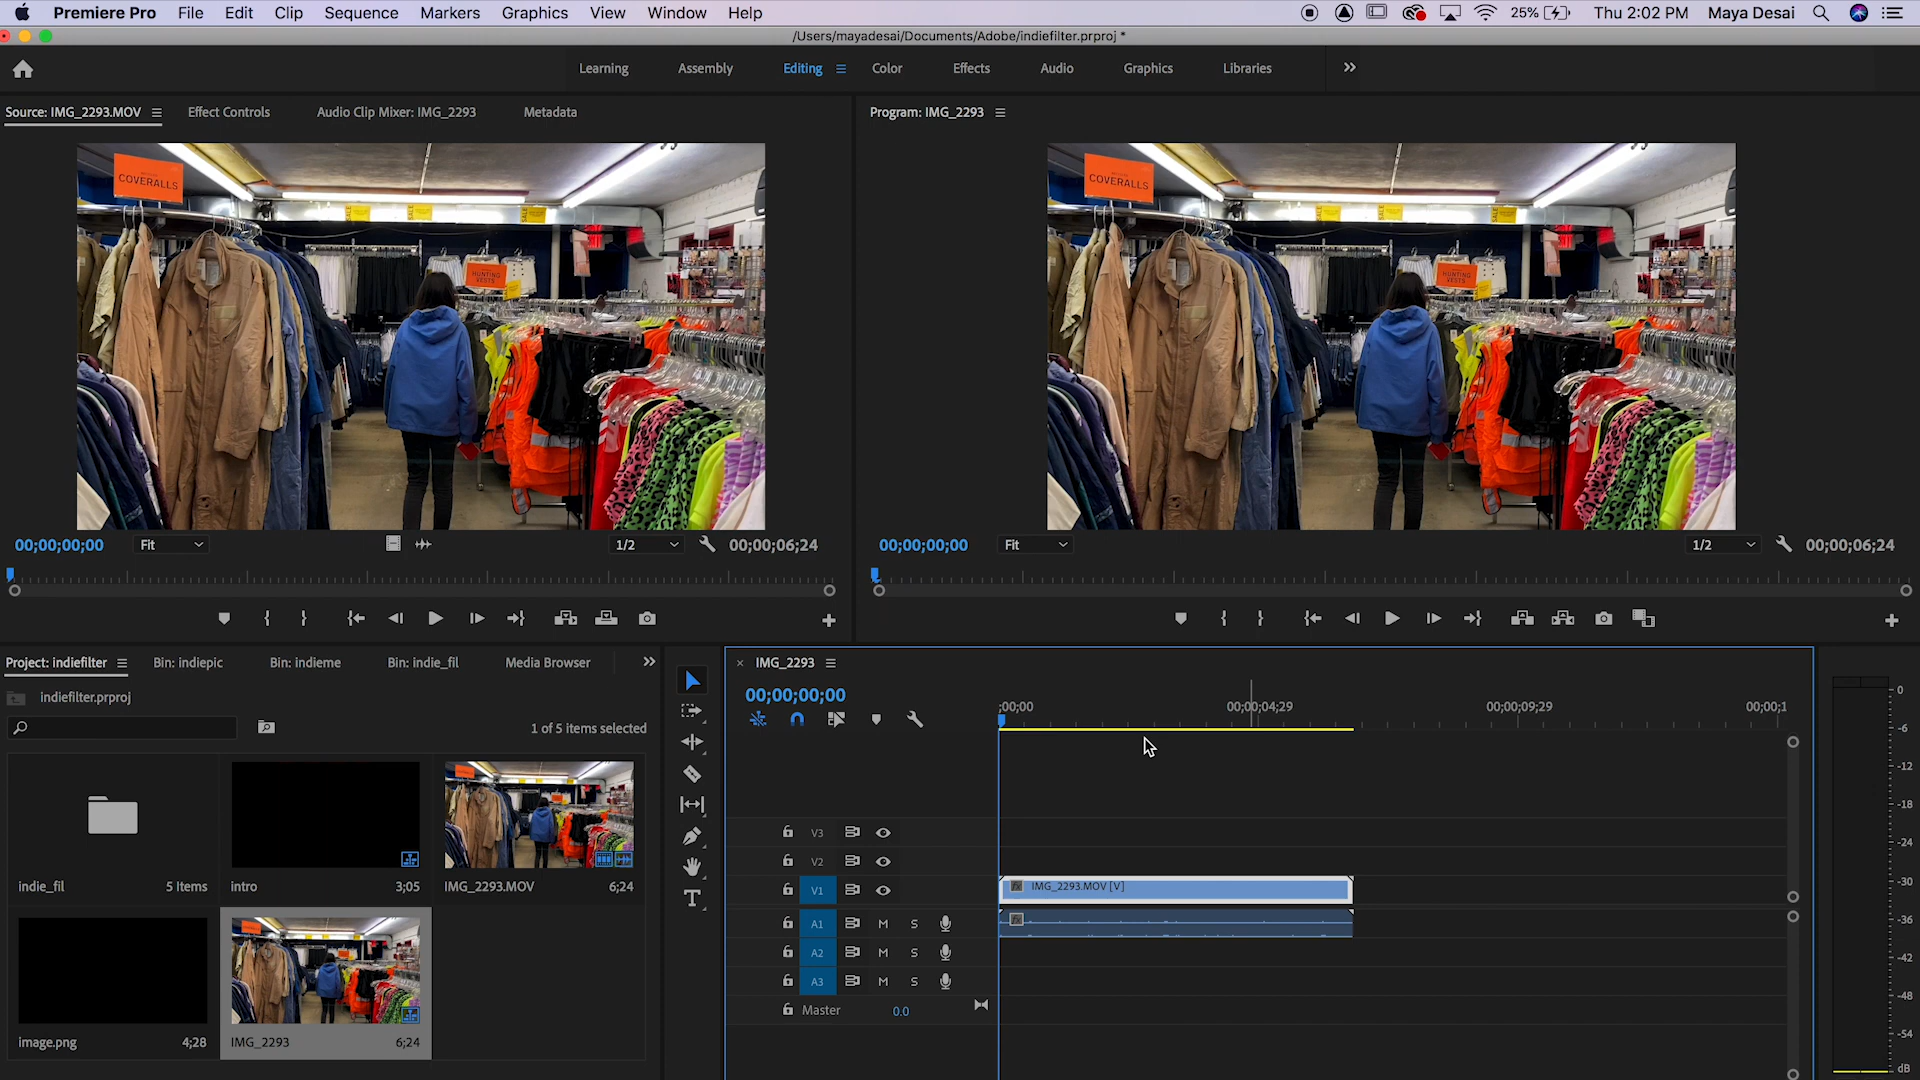 Premiere Pro File Edit Clip Sequence Markers Graphics View Window Help 25% Thu 2:02 PM Maya Desai
/Users/mayadesai/Documents/Adobe/indiefilter.prproj *
Learning Assembly Editing Color Effects Audio Graphics Libraries
Source: IMG_2293.MOV Effect Controls Audio Clip Mixer: IMG_2293 Metadata
Program: IMG_2293
COVERALLS
HUNTING
VESTS
COVERALLS
HUNTING
VESTS
00;00;00;00 Fit 1/2 00;00;06;24
00;00;00;00 Fit 1/2 00;00;06;24
Project: indiefilter Bin: indiepic Bin: indieme Bin: indie_fil Media Browser
indiefilter.prproj
1 of 5 items selected
indie_fil 5 Items
intro 3;05
IMG_2293.MOV 6;24
image.png 4;28
IMG_2293 6;24
× IMG_2293
00;00;00;00
;00;00 00;00;04;29 00;00;09;29 00;00;1
V3
V2
V1 IMG_2293.MOV [V]
A1 M S
A2 M S
A3 M S
Master 0.0
0
-6
-12
-18
-24
-30
-36
-42
-48
-54
dB